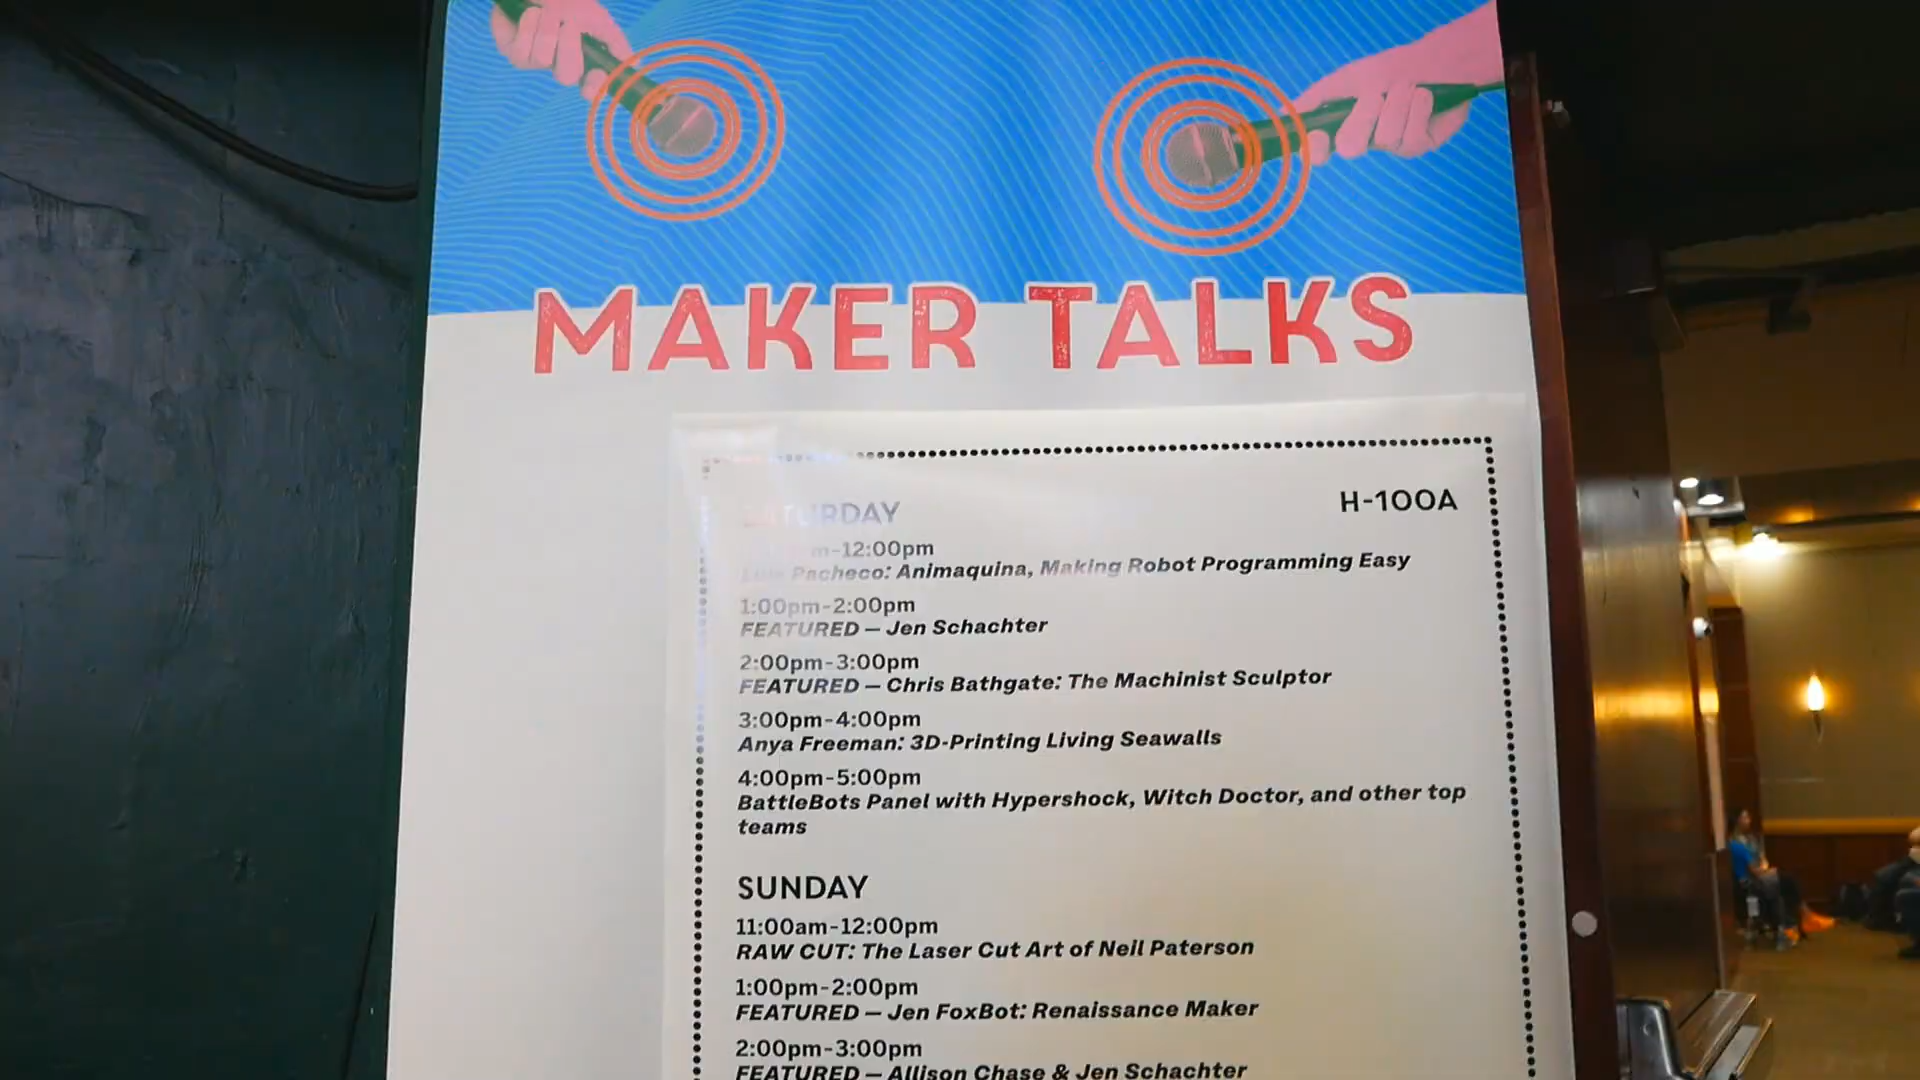 MAKER TALKS
SATURDAY
H-100A
-12:00pm
Pacheco: Animaquina, Making Robot Programming Easy
1:00pm-2:00pm
FEATURED — Jen Schachter
2:00pm-3:00pm
FEATURED — Chris Bathgate: The Machinist Sculptor
3:00pm-4:00pm
Anya Freeman: 3D-Printing Living Seawalls
4:00pm-5:00pm
BattleBots Panel with Hypershock, Witch Doctor, and other top
teams
SUNDAY
11:00am-12:00pm
RAW CUT: The Laser Cut Art of Neil Paterson
1:00pm-2:00pm
FEATURED — Jen FoxBot: Renaissance Maker
2:00pm-3:00pm
FEATURED — Allison Chase & Jen Schachter